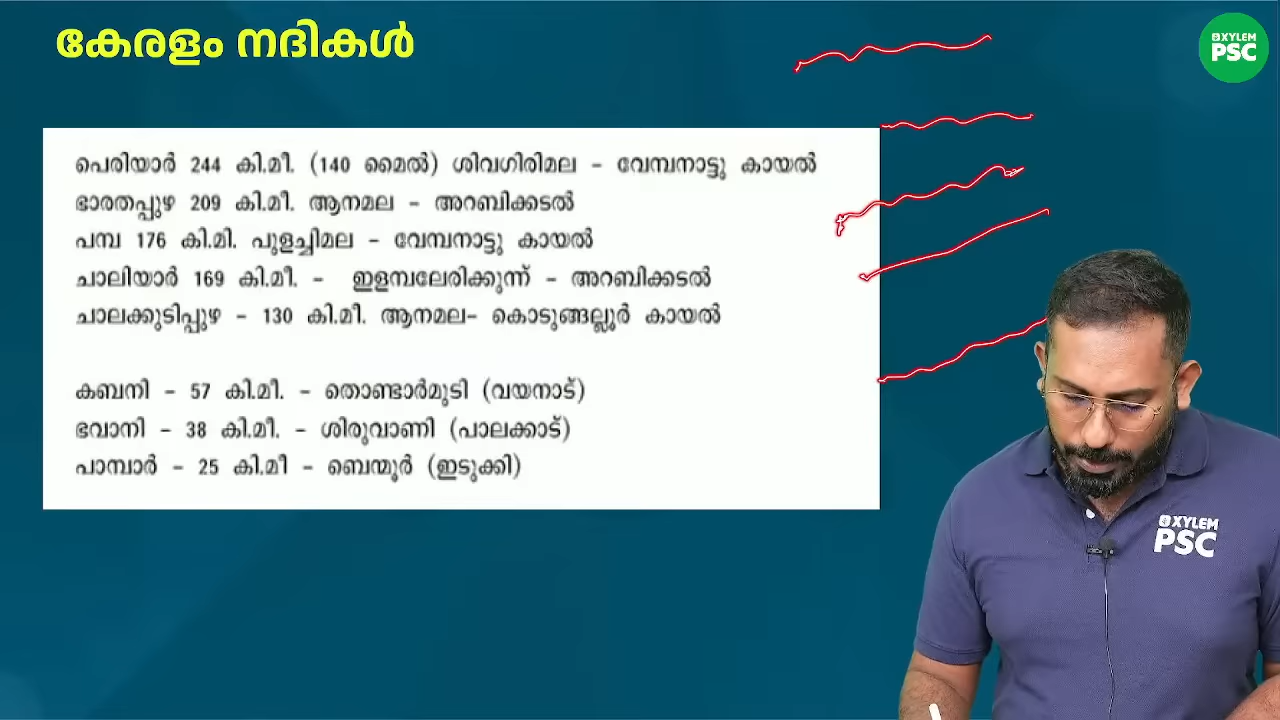 കേരളം നദികൾ
XYLEM
PSC
പെരിയാർ 244 കി.മീ. (140 മൈൽ) ശിവഗിരിമല - വേമ്പനാട്ടു കായൽ
ഭാരതപ്പുഴ 209 കി.മീ. ആനമല - അറബിക്കടൽ
പമ്പ 176 കി.മി. പുളച്ചിമല - വേമ്പനാട്ടു കായൽ
ചാലിയാർ 169 കി.മീ. - ഇളമ്പലേരിക്കുന്ന് - അറബിക്കടൽ
ചാലക്കുടിപ്പുഴ - 130 കി.മീ. ആനമല- കൊടുങ്ങല്ലൂർ കായൽ
കബനി - 57 കി.മീ. - തൊണ്ടാർമുടി (വയനാട്)
ഭവാനി - 38 കി.മീ. - ശിരുവാണി (പാലക്കാട്)
പാമ്പാർ - 25 കി.മീ - ബെന്മൂർ (ഇടുക്കി)
XYLEM
PSC